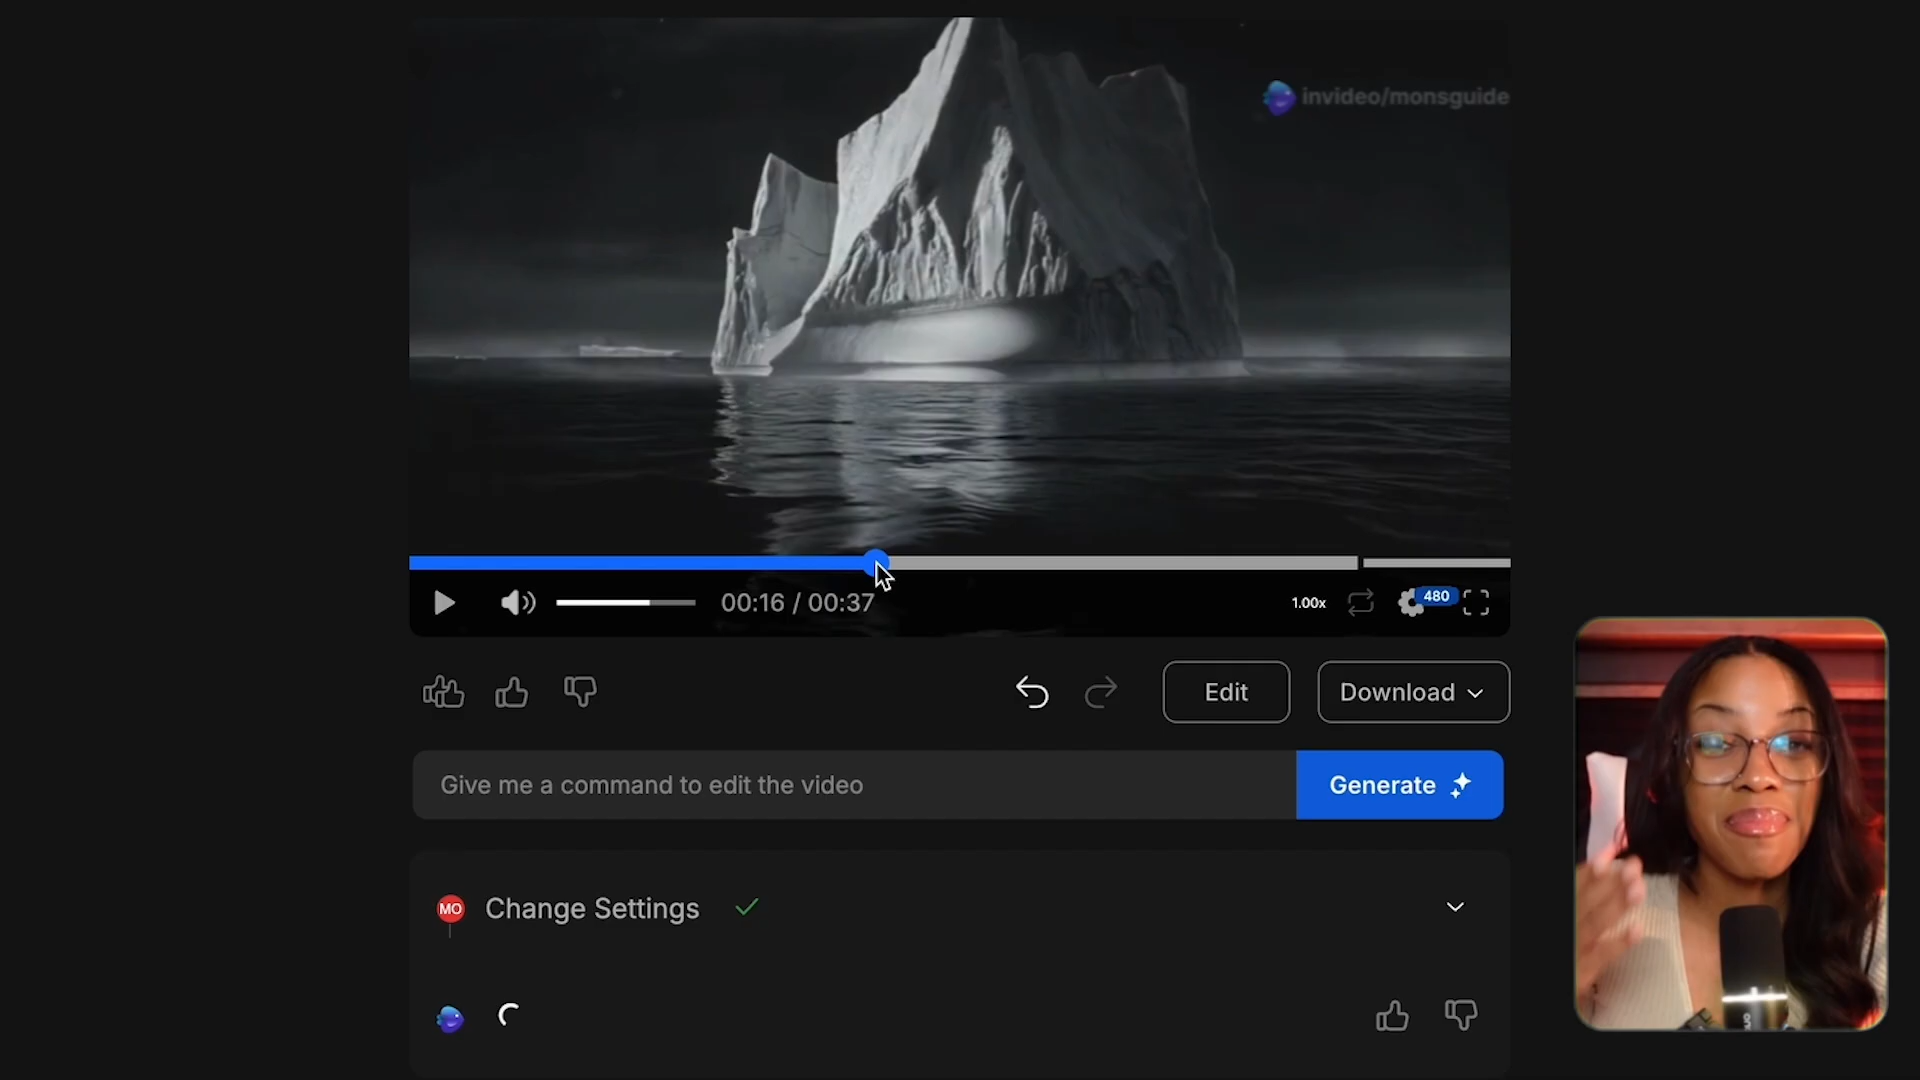 invideo/monsguide
00:16 / 00:37
1.00x
480
Edit
Download
Give me a command to edit the video
Generate
MO
Change Settings